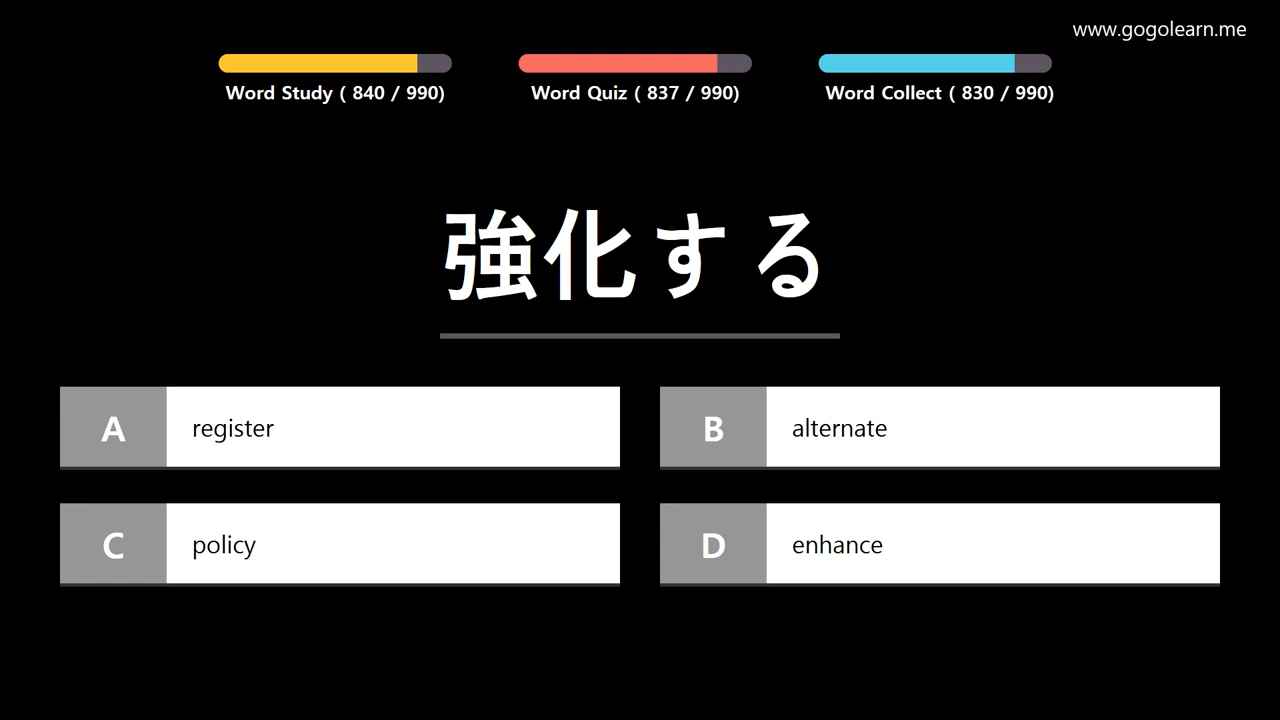 www.gogolearn.me
Word Study ( 840 / 990)
Word Quiz ( 837 / 990)
Word Collect ( 830 / 990)
強化する
A register
B alternate
C policy
D enhance